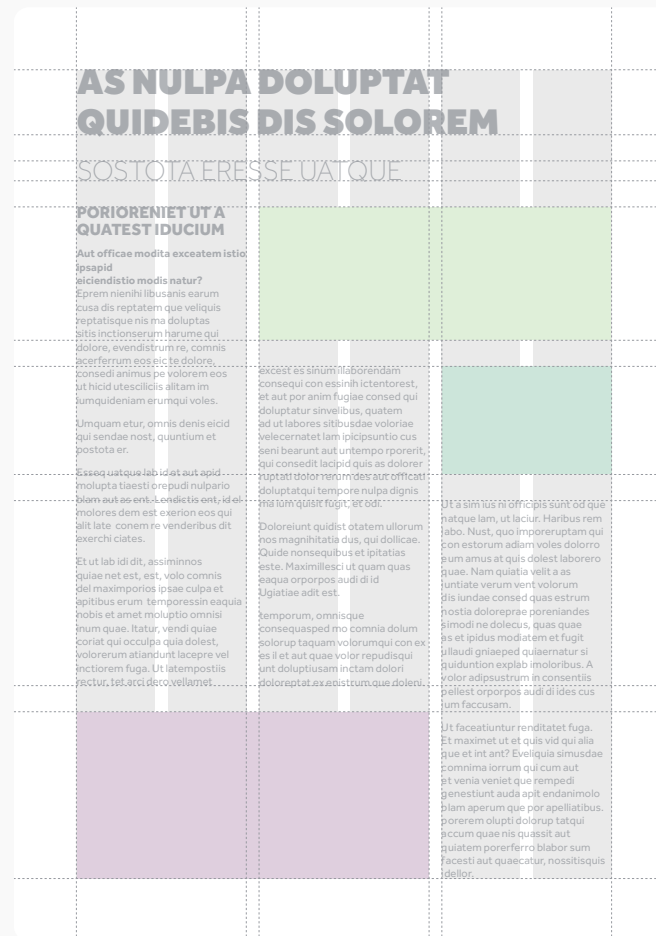 AS NULPA DOLUPTAT
QUIDEBIS DIS SOLOREM
SOSTOTA ERESSE UATQUE
PORIORENIET UT A
QUATEST IDUCIUM
Aut officae modita exceatem istio
ipsapid
eiciendistio modis natur?
Eprem nienihi libusanis earum
cusa dis reptatem que veliquis
reptatisque nis ma doluptas
sitis inctionserum harume qui
dolore, evendistrum re, comnis
acerferrum eos eic te dolore,
consedi animus pe volorem eos
ut hicid utesciliciis alitam im
iumquideniam erumqui voles.
Umquam etur, omnis denis eicid
qui sendae nost, quuntium et
postota er.
Esseq uatque lab id et aut apid
molupta tiaesti orepudi nulpario
blam aut as ent. Lendistis ent, id el
molores dem est exerion eos qui
alit late conem re venderibus dit
exerchi ciates.
Et ut lab idi dit, assiminnos
quiae net est, est, volo comnis
del maximporios ipsae culpa et
apitibus erum temporessin eaquia
nobis et amet moluptio omnisi
inum quae. Itatur, vendi quiae
coriat qui occulpa quia dolest,
volorerum atiandunt lacepre vel
inctiorem fuga. Ut latempostiis
rectur, tet arci dero vellamet
excest es sinum illaborendam
consequi con essinih ictentorest,
et aut por anim fugiae consed qui
doluptatur sinvelibus, quatem
ad ut labores sitibusdae voloriae
velecernatet lam ipicipsuntio cus
seni bearunt aut untempo rporerit,
qui consedit lacipid quis as dolorer
ruptati dolor rerum des aut officati
doluptatqui tempore nulpa dignis
ma ium quisit fugit, et odi.
Doloreiunt quidist otatem ullorum
nos magnihitatia dus, qui dollicae.
Quide nonsequibus et ipitatias
este. Maximillesci ut quam quas
eaqua orporpos audi di id
Ugiatiae adit est.
temporum, omnisque
consequasped mo comnia dolum
solorup taquam volorumqui con ex
es il et aut quae volor repudisqui
unt doluptiusam inctam dolori
doloreptat ex enistrum que doleni.
Ut a sim ius ni officipis sunt od que
natque lam, ut laciur. Haribus rem
abo. Nust, quo imporeruptam qui
con estorum adiam voles dolorro
eum amus at quis dolest laborero
quae. Nam quiatia velit a as
untiate verum vent volorum
dis iundae consed quas estrum
nostia doloreprae poreniandes
simodi ne dolecus, quas quae
as et ipidus modiatem et fugit
ullaudi gniaeped quiaernatur si
quiduntion explab imoloribus. A
volor adipsustrum in consentiis
pellest orporpos audi di ides cus
ium faccusam.
Ut faceatiuntur renditatet fuga.
Et maximet ut et quis vid qui alia
que et int ant? Eveliquia simusdae
comnima iorrum qui cum aut
et venia veniet que rempedi
genestiunt auda apit endanimolo
blam aperum que por apelliatibus.
porerem olupti dolorup tatqui
accum quae nis quassit aut
quiatem porerferro blabor sum
facesti aut quaecatur, nossitisquis
dellor.